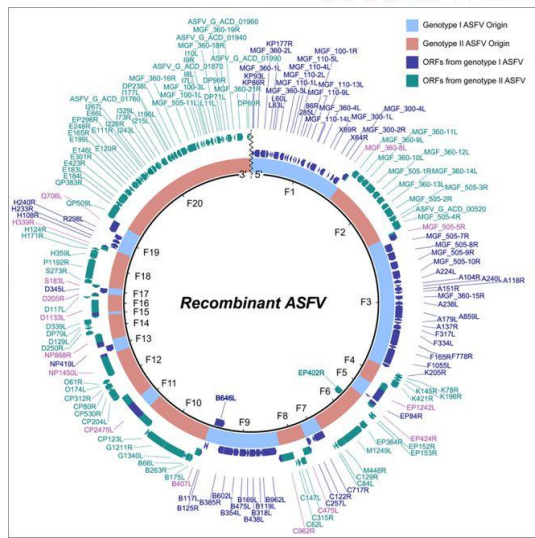 Genotype I ASFV Origin
Genotype II ASFV Origin
ORFs from genotype I ASFV
ORFs from genotype II ASFV
ASFV_G_ACD_01960
MGF_360-19R
ASFV_G_ACD_01940
MGF_360-18R
I10L
I9R
ASFV_G_ACD_01870
I8L
I7L
DP96R
MGF_360-16R
MGF_100-3L
DP238L
I177L
MGF_100-1L
DP71L
ASFV_G_ACD_01760
MGF_505-11L
L11L
ASFV_G_ACD_01990
MGF_360-21R
DP60R
I267L
E66L
I329L
I73R
I196L
I215L
EP296R
I226R
I243L
E248R
E165R
E111R
E199L
E146L
E120R
E301R
E423R
E183L
E184L
QP383R
Q706L
QP509L
H240R
H233R
H108R
R298L
H339R
H124R
H171R
H359L
P1192R
S273R
S183L
D345L
D205R
D117L
D1133L
D339L
DP79L
D129L
D250R
NP868R
NP419L
NP1450L
O61R
O174L
CP312R
CP80R
CP530R
CP204L
CP2475L
CP123L
G1211R
G1340L
B66L
B263R
B175L
B407L
B117L
B125R
B385R
B602L
B354L
B475L
B169L
B438L
B318L
B119L
B962L
KP177R
MGF_360-2L
MGF_100-1R
MGF_110-5L
MGF_360-1L
MGF_110-4L
KP93L
MGF_110-2L
KP86R
MGF_110-1L
MGF_110-13L
MGF_360-3L
MGF_110-9L
L60L
L83L
86R
285L
MGF_360-4L
MGF_110-14L
MGF_300-4L
MGF_300-1L
X69R
MGF_300-2R
X64R
MGF_360-8L
MGF_360-9L
MGF_360-11L
MGF_360-10L
MGF_360-12L
MGF_505-1R
MGF_360-14L
MGF_360-13L
MGF_505-3R
MGF_505-2R
ASFV_G_ACD_00520
MGF_505-4R
MGF_505-5R
MGF_505-7R
MGF_505-8R
MGF_505-9R
MGF_505-10R
A224L
A104R
A240L
A118R
A151R
MGF_360-15R
A238L
A179L
A859L
A137R
F317L
F334L
F165R
F778R
F1055L
K205R
K145R
K78R
K421R
K196R
EP1242L
EP84R
EP424R
EP364R
EP152R
EP153R
M1249L
M448R
C129R
C84L
C717R
C122R
C257L
C475L
C147L
C315R
C62L
C962R
3'
5'
F1
F2
F3
F4
F5
F6
F7
F8
F9
F10
F11
F12
F13
F14
F15
F16
F17
F18
F19
F20
Recombinant ASFV
EP402R
B646L